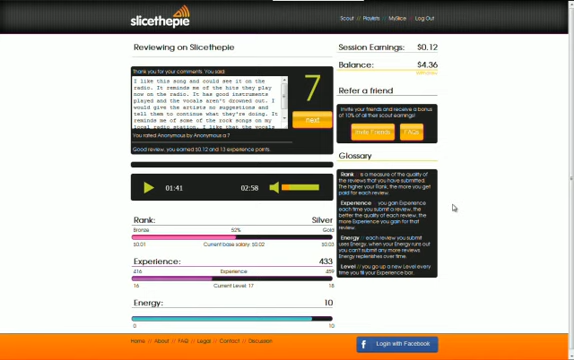 slicethepie
Scout // Playlists // MySlice // Log Out
Reviewing on Slicethepie
Thank you for your comments. You said:
I like this song and could see it on the
radio. It reminds me of the hits they play
now on the radio. It has good instruments
played and the vocals aren't drowned out. I
would give the artists no suggestions and
tell them to continue what they're doing. It
reminds me of some of the rock songs on my
local radio station. I like that the vocals
7
next
You rated Anonymous by Anonymous a 7
Good review, you earned $0.12 and 13 experience points.
01:41
02:58
Rank: Silver
Bronze 52% Gold
$0.01 Current base salary: $0.02 $0.03
Experience: 433
416 Experience 459
16 Current Level: 17 18
Energy: 10
0 10
Session Earnings: $0.12
Balance: $4.36
Refer a friend
Invite your friends and receive a bonus
of 10% of all their scout earnings!
Invite Friends
FAQs
Glossary
Rank // is a measure of the quality of
the reviews that you have submitted.
The higher your Rank, the more you get
paid for each review.
Experience // you gain Experience
each time you submit a review, the
better the quality of each review, the
more Experience you gain for that
review.
Energy // each review you submit
uses Energy, when your Energy runs out
you can't submit any more reviews.
Energy replenishes over time.
Level // you go up a new Level every
time you fill your Experience bar.
Home // About // FAQ // Legal // Contact // Discussion
Login with Facebook